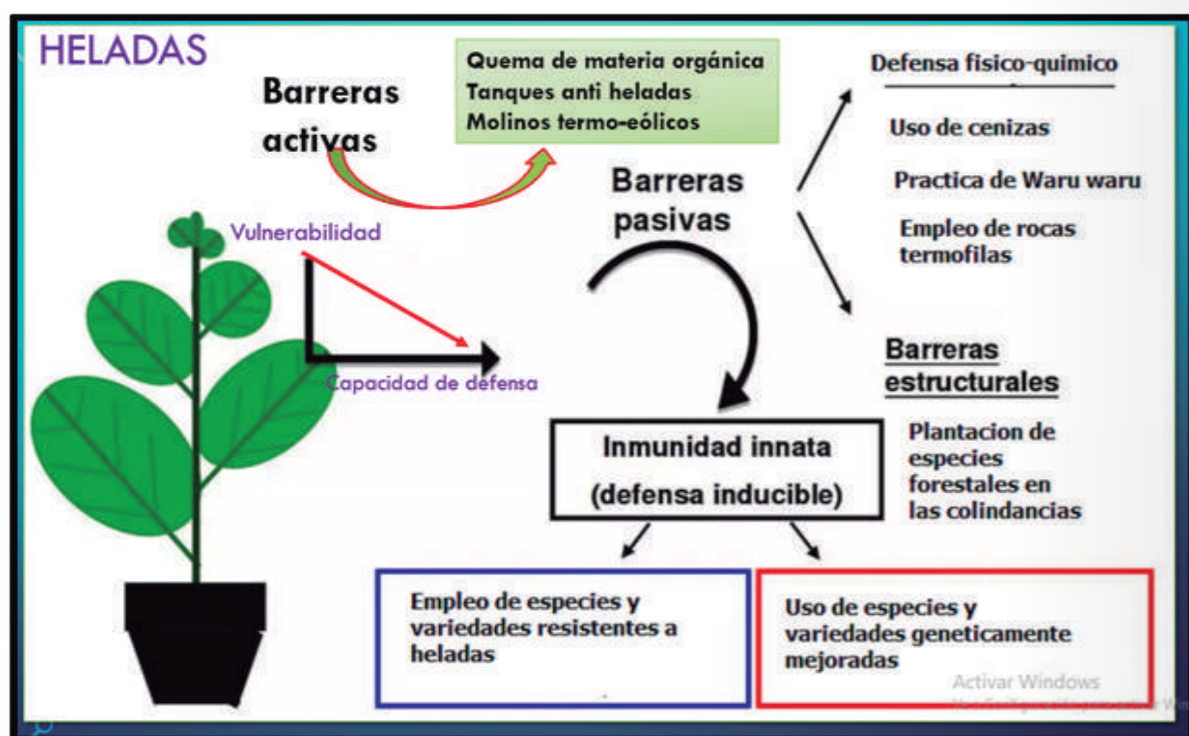 HELADAS
Barreras
activas
Quema de materia orgánica
Tanques anti heladas
Molinos termo-eólicos
Defensa fisico-quimico
Uso de cenizas
Practica de Waru waru
Empleo de rocas
termofilas
Barreras
pasivas
Vulnerabilidad
Capacidad de defensa
Barreras
estructurales
Plantacion de
especies
forestales en
las colindancias
Inmunidad innata
(defensa inducible)
Empleo de especies y
variedades resistentes a
heladas
Uso de especies y
variedades geneticamente
mejoradas
Activar Windows